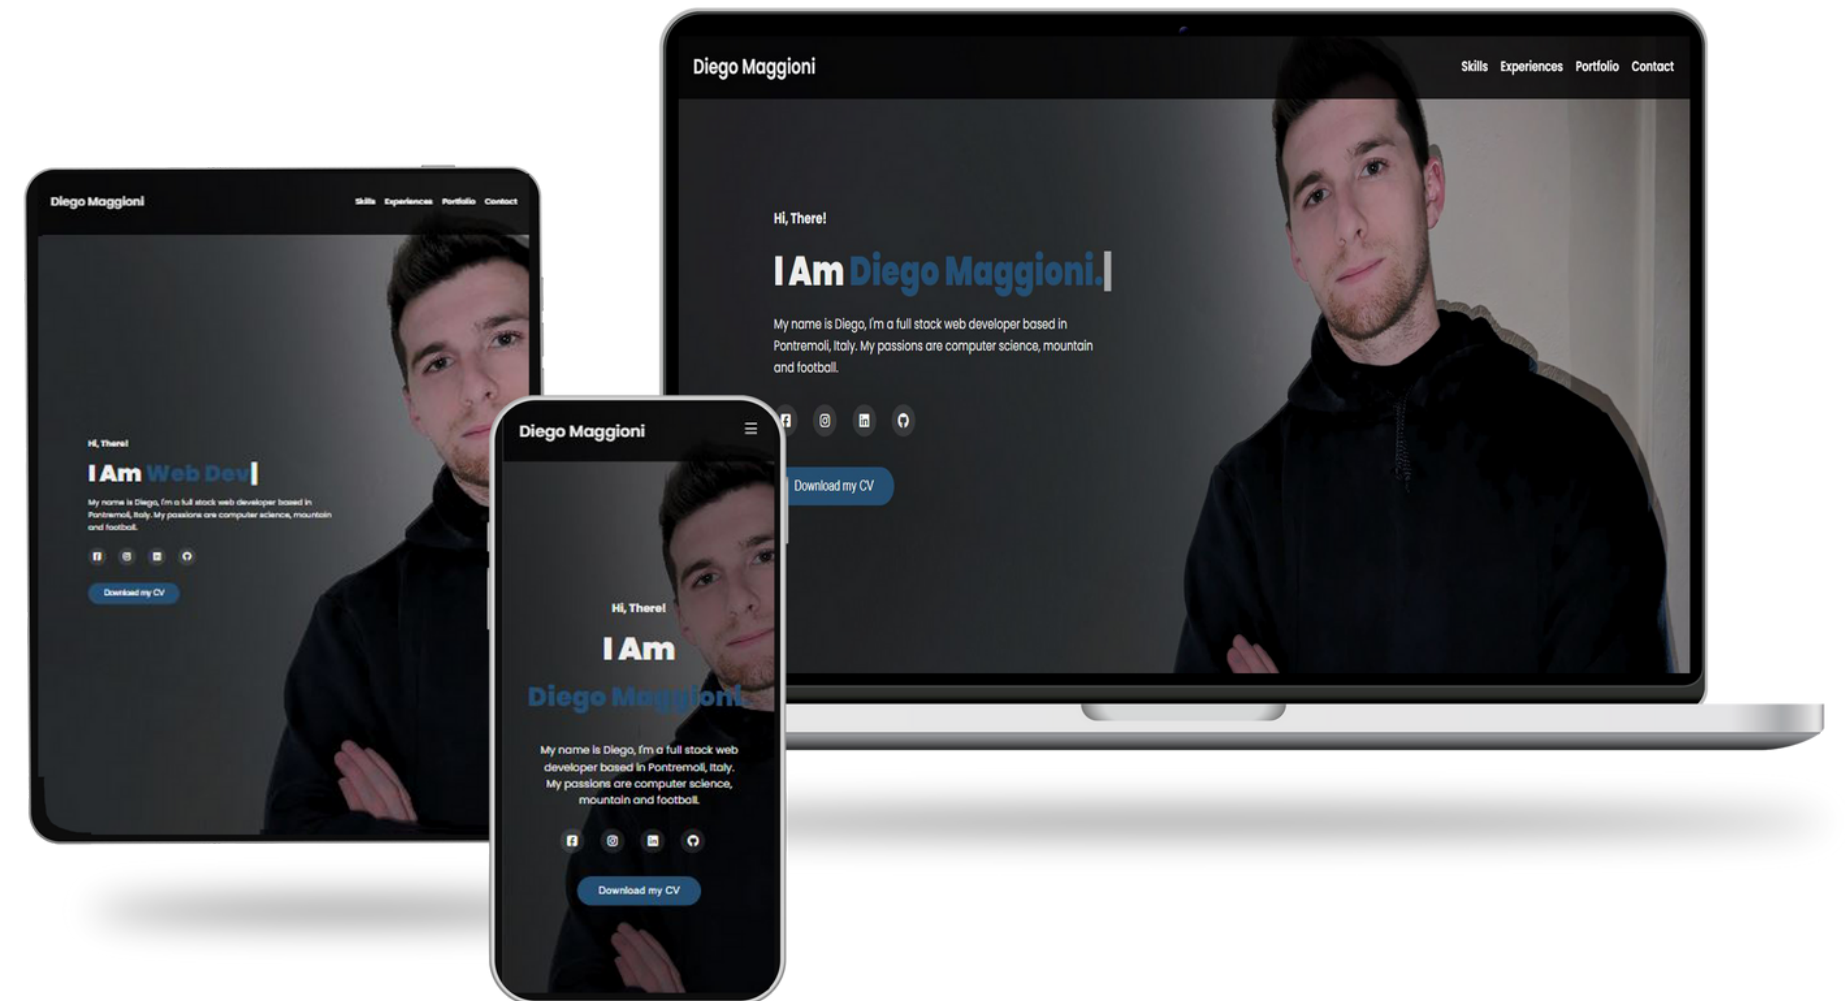 Diego Maggioni
Skills Experiences Portfolio Contact
Hi, There!
I Am Web Dev
My name is Diego, I'm a full stack web developer based in
Pontremoli, Italy. My passions are computer science, mountain
and football.
Download my CV
Diego Maggioni
Hi, There!
I Am
Diego Maggioni.
My name is Diego, I'm a full stack web
developer based in Pontremoli, Italy.
My passions are computer science,
mountain and football.
Download my CV
Diego Maggioni
Skills Experiences Portfolio Contact
Hi, There!
I Am Diego Maggioni.
My name is Diego, I'm a full stack web developer based in
Pontremoli, Italy. My passions are computer science, mountain
and football.
Download my CV